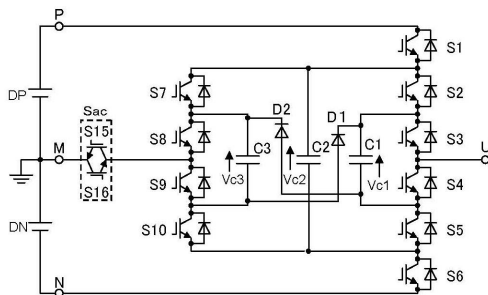 P
S1
DP
Sac
S7
S2
S15
D2
D1
M
S8
C3
C2
C1
S3
U
S16
S9
Vc3
Vc2
Vc1
S4
DN
S10
S5
N
S6